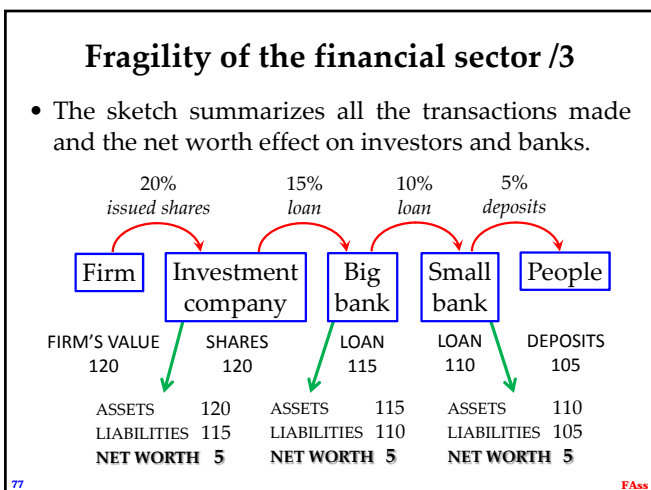 Fragility of the financial sector /3
• The sketch summarizes all the transactions made
and the net worth effect on investors and banks.
20% 15% 10% 5%
issued shares loan loan deposits
Firm Investment Big Small People
company bank bank
FIRM'S VALUE SHARES LOAN LOAN DEPOSITS
120 120 115 110 105
ASSETS 120 ASSETS 115 ASSETS 110
LIABILITIES 115 LIABILITIES 110 LIABILITIES 105
NET WORTH 5 NET WORTH 5 NET WORTH 5
77 FAss